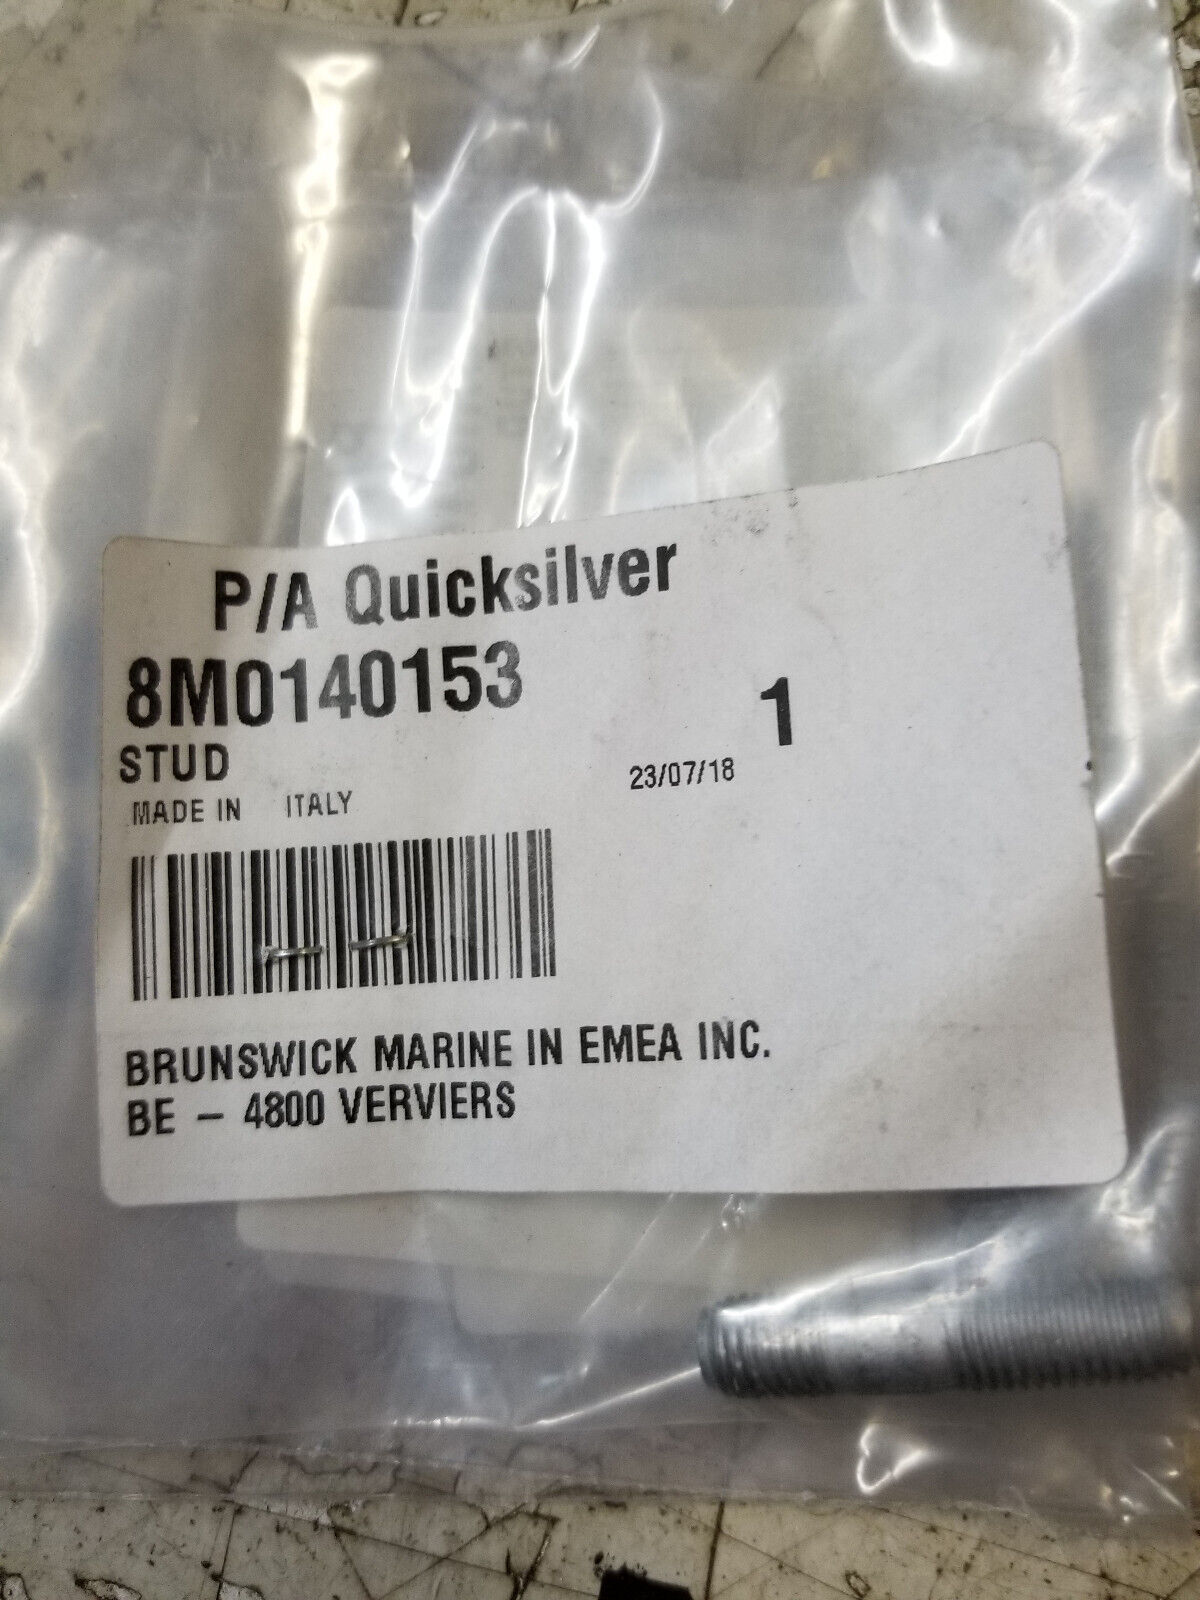 P/A Quicksilver
8M0140153
1
STUD
23/07/18
MADE IN ITALY
BRUNSWICK MARINE IN EMEA INC.
BE – 4800 VERVIERS